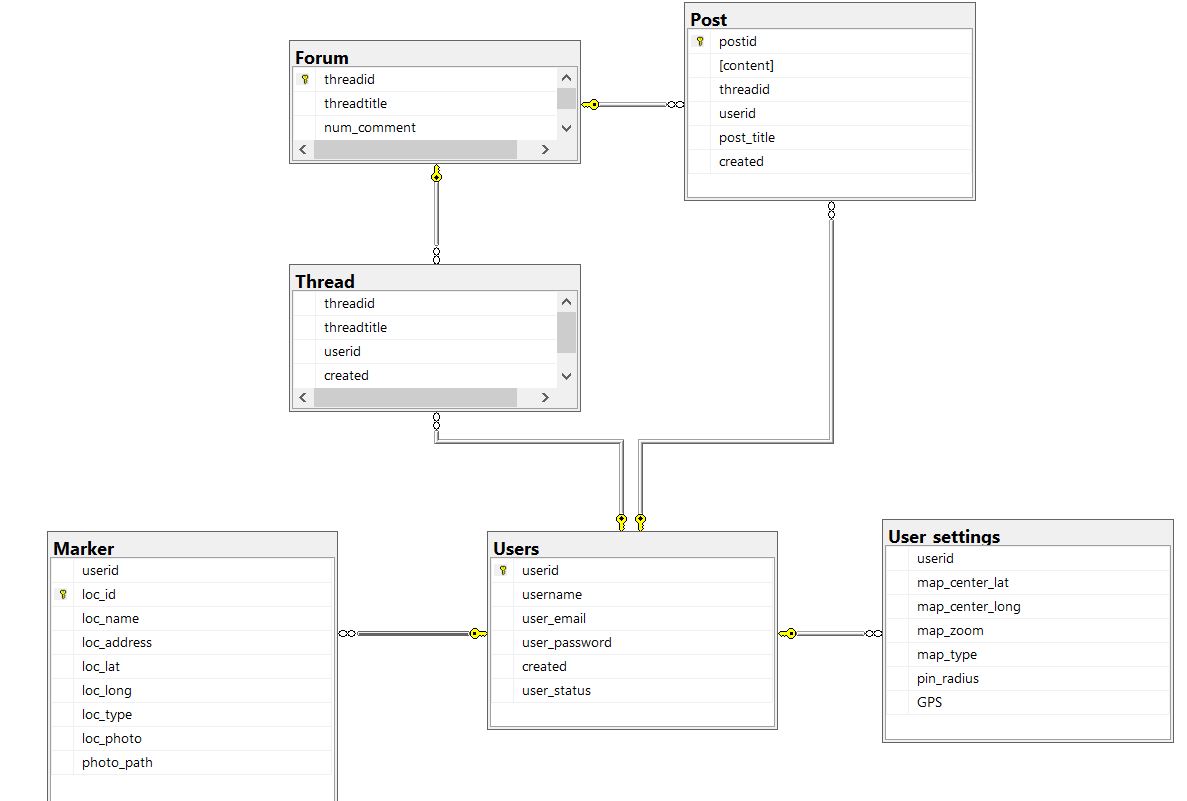 Post
postid
[content]
threadid
userid
post_title
created
Forum
threadid
threadtitle
num_comment
Thread
threadid
threadtitle
userid
created
Marker
userid
loc_id
loc_name
loc_address
loc_lat
loc_long
loc_type
loc_photo
photo_path
Users
userid
username
user_email
user_password
created
user_status
User_settings
userid
map_center_lat
map_center_long
map_zoom
map_type
pin_radius
GPS